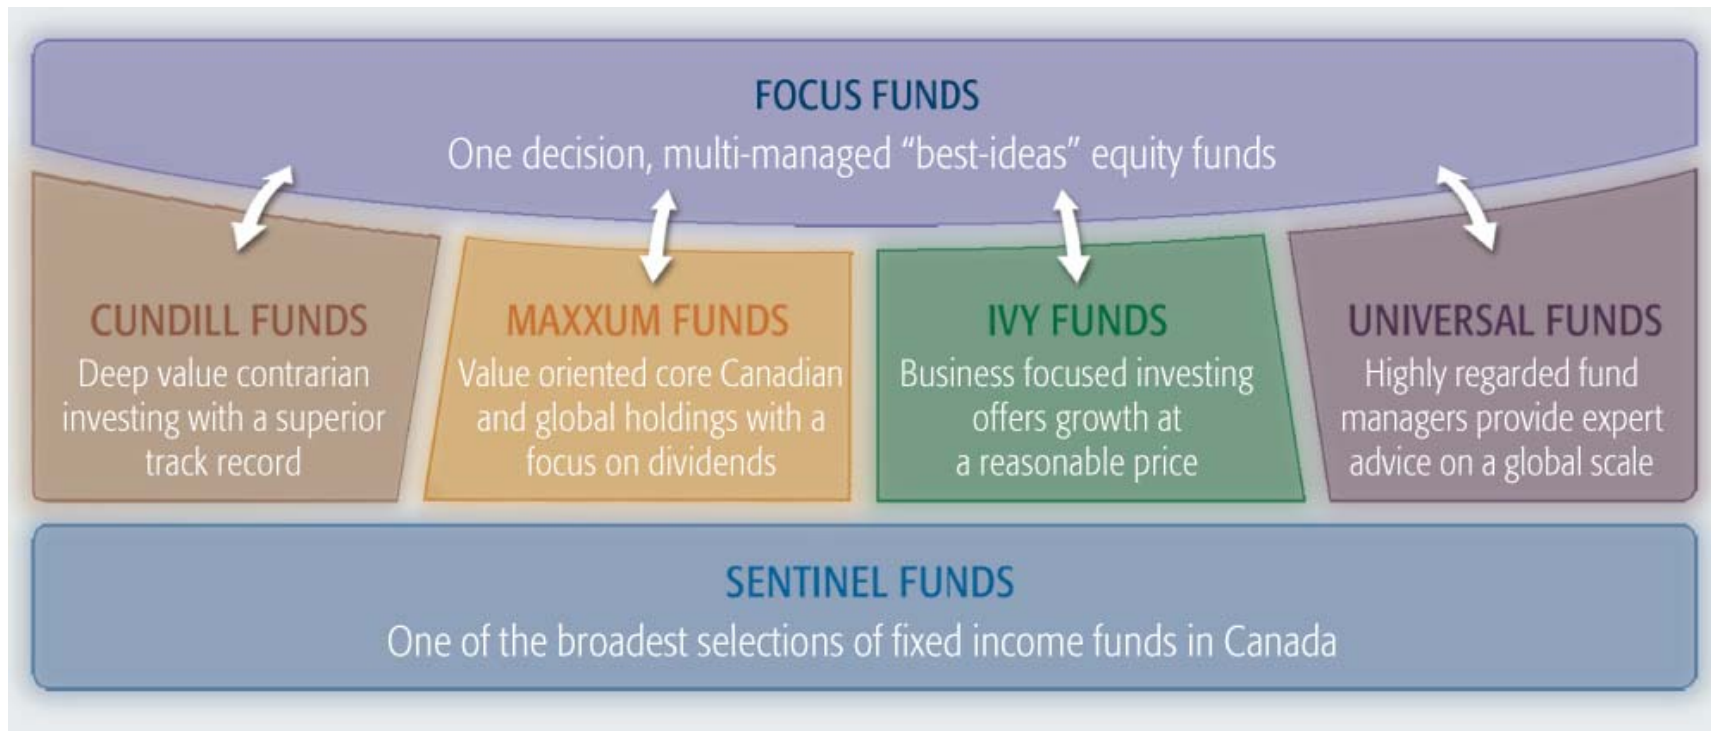 FOCUS FUNDS
One decision, multi-managed “best-ideas” equity funds
CUNDILL FUNDS
Deep value contrarian
investing with a superior
track record
MAXXUM FUNDS
Value oriented core Canadian
and global holdings with a
focus on dividends
IVY FUNDS
Business focused investing
offers growth at
a reasonable price
UNIVERSAL FUNDS
Highly regarded fund
managers provide expert
advice on a global scale
SENTINEL FUNDS
One of the broadest selections of fixed income funds in Canada